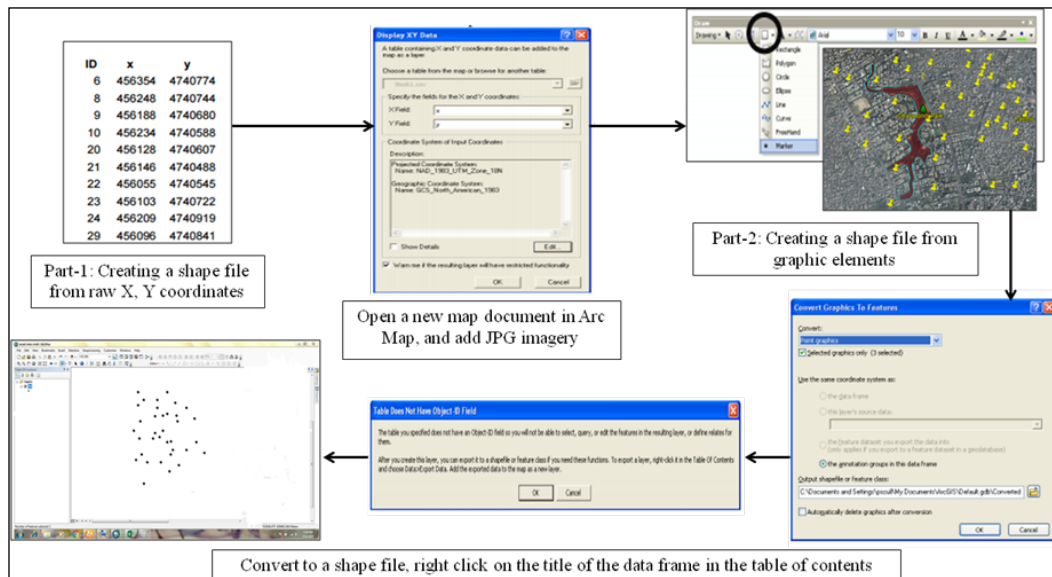 ID x y
6 456354 4740774
8 456248 4740744
9 456188 4740680
10 456234 4740588
20 456128 4740607
21 456146 4740488
22 456055 4740545
23 456103 4740722
24 456209 4740919
29 456096 4740841
Part-1: Creating a shape file
from raw X, Y coordinates
Display XY Data
A table containing X and Y coordinate data can be added to the
map as a layer
Choose a table from the map or browse for another table:
Specify the fields for the X and Y coordinates:
X Field: x
Y Field: y
Coordinate System of Input Coordinates
Description:
Projected Coordinate System:
Name: NAD_1983_UTM_Zone_18N
Geographic Coordinate System:
Name: GCS_North_American_1983
Show Details
Edit...
Warn me if the resulting layer will have restricted functionality
OK Cancel
Open a new map document in Arc
Map, and add JPG imagery
Draw
Drawing Arial 10 B I U A
Rectangle
Polygon
Circle
Ellipse
Line
Curve
FreeHand
Marker
Part-2: Creating a shape file from
graphic elements
Convert Graphics To Features
Convert:
Point graphics
Selected graphics only (3 selected)
Use the same coordinate system as:
the data frame
this layer's source data:
the feature dataset you export the data into
(only applies if you export to a feature dataset in a geodatabase)
the annotation groups in this data frame
Output shapefile or feature class:
Automatically delete graphics after conversion
OK Cancel
Table Does Not Have Object-ID Field
The table you specified does not have an Object-ID field so you will not be able to select, query, or edit the features in the resulting layer, or define relates for
them.
After you create this layer, you can export it to a shapefile or feature class if you need these functions. To export a layer, right-click it in the Table Of Contents
and choose Data>Export Data. Add the exported data to the map as a new layer.
OK Cancel
Convert to a shape file, right click on the title of the data frame in the table of contents